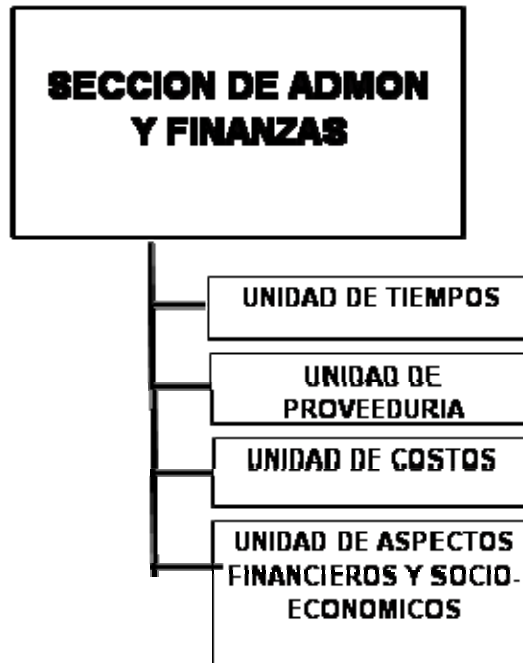 SECCION DE ADMON
Y FINANZAS
UNIDAD DE TIEMPOS
UNIDAD DE
PROVEEDURIA
UNIDAD DE COSTOS
UNIDAD DE ASPECTOS
FINANCIEROS Y SOCIO-
ECONOMICOS